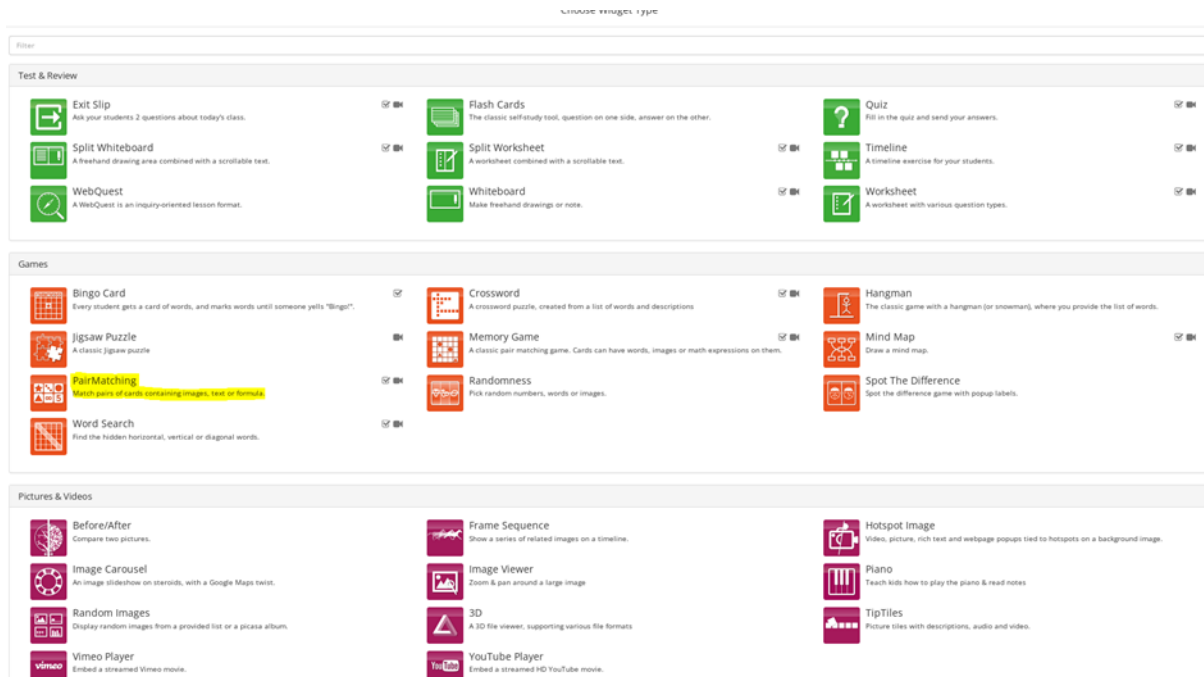 Choose Widget Type
Filter
Test & Review
Exit Slip
Ask your students 2 questions about today's class.
Flash Cards
The classic self-study tool, question on one side, answer on the other.
Quiz
Fill in the quiz and send your answers.
Split Whiteboard
A freehand drawing area combined with a scrollable text.
Split Worksheet
A worksheet combined with a scrollable text.
Timeline
A timeline exercise for your students.
WebQuest
A WebQuest is an inquiry-oriented lesson format.
Whiteboard
Make freehand drawings or note.
Worksheet
A worksheet with various question types.
Games
Bingo Card
Every student gets a card of words, and marks words until someone yells "Bingo!".
Crossword
A crossword puzzle, created from a list of words and descriptions
Hangman
The classic game with a hangman (or snowman), where you provide the list of words.
Jigsaw Puzzle
A classic Jigsaw puzzle
Memory Game
A classic pair matching game. Cards can have words, images or math expressions on them.
Mind Map
Draw a mind map.
PairMatching
Match pairs of cards containing images, text or formula.
Randomness
Pick random numbers, words or images.
Spot The Difference
Spot the difference game with popup labels.
Word Search
Find the hidden horizontal, vertical or diagonal words.
Pictures & Videos
Before/After
Compare two pictures.
Frame Sequence
Show a series of related images on a timeline.
Hotspot Image
Video, picture, rich text and webpage popups tied to hotspots on a background image.
Image Carousel
An image slideshow on steroids, with a Google Maps twist.
Image Viewer
Zoom & pan around a large image
Piano
Teach kids how to play the piano & read notes
Random Images
Display random images from a provided list or a picasa album.
3D
A 3D file viewer, supporting various file formats
TipTiles
Picture tiles with descriptions, audio and video.
vimeo
Vimeo Player
Embed a streamed Vimeo movie.
YouTube
YouTube Player
Embed a streamed HD YouTube movie.